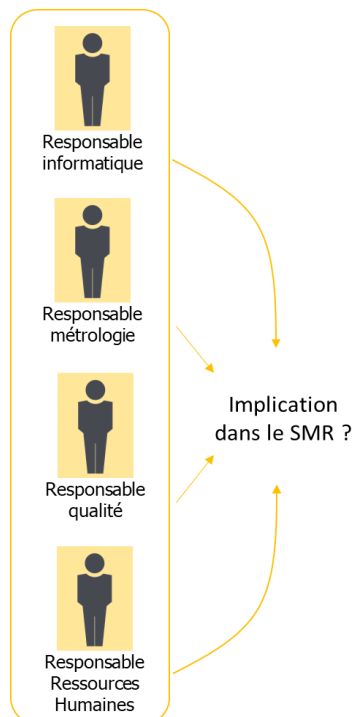 Responsable
informatique
Responsable
métrologie
Implication
dans le SMR ?
Responsable
qualité
Responsable
Ressources
Humaines